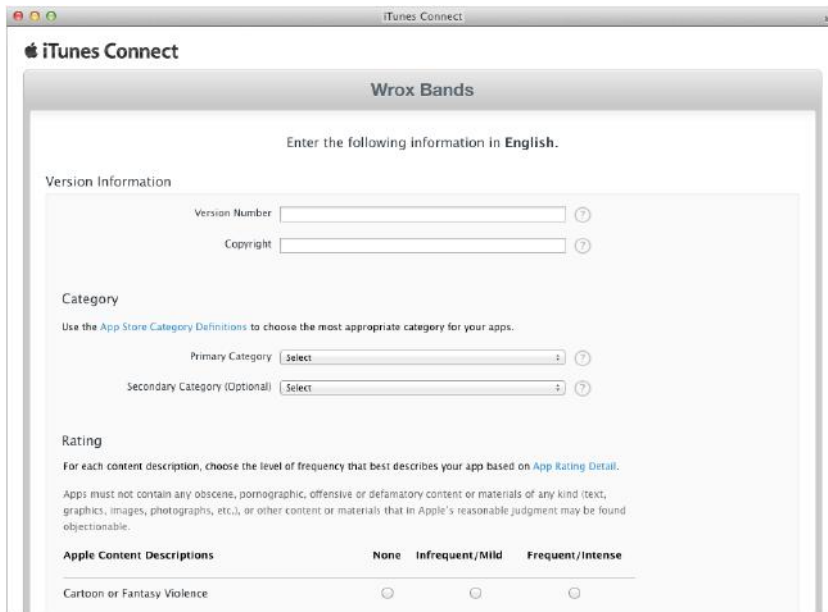 iTunes Connect
iTunes Connect
Wrox Bands
Enter the following information in English.
Version Information
Version Number ?
Copyright ?
Category
Use the App Store Category Definitions to choose the most appropriate category for your apps.
Primary Category Select ?
Secondary Category (Optional) Select ?
Rating
For each content description, choose the level of frequency that best describes your app based on App Rating Detail.
Apps must not contain any obscene, pornographic, offensive or defamatory content or materials of any kind (text,
graphics, images, photographs, etc.), or other content or materials that in Apple's reasonable judgment may be found
objectionable.
Apple Content Descriptions None Infrequent/Mild Frequent/Intense
Cartoon or Fantasy Violence